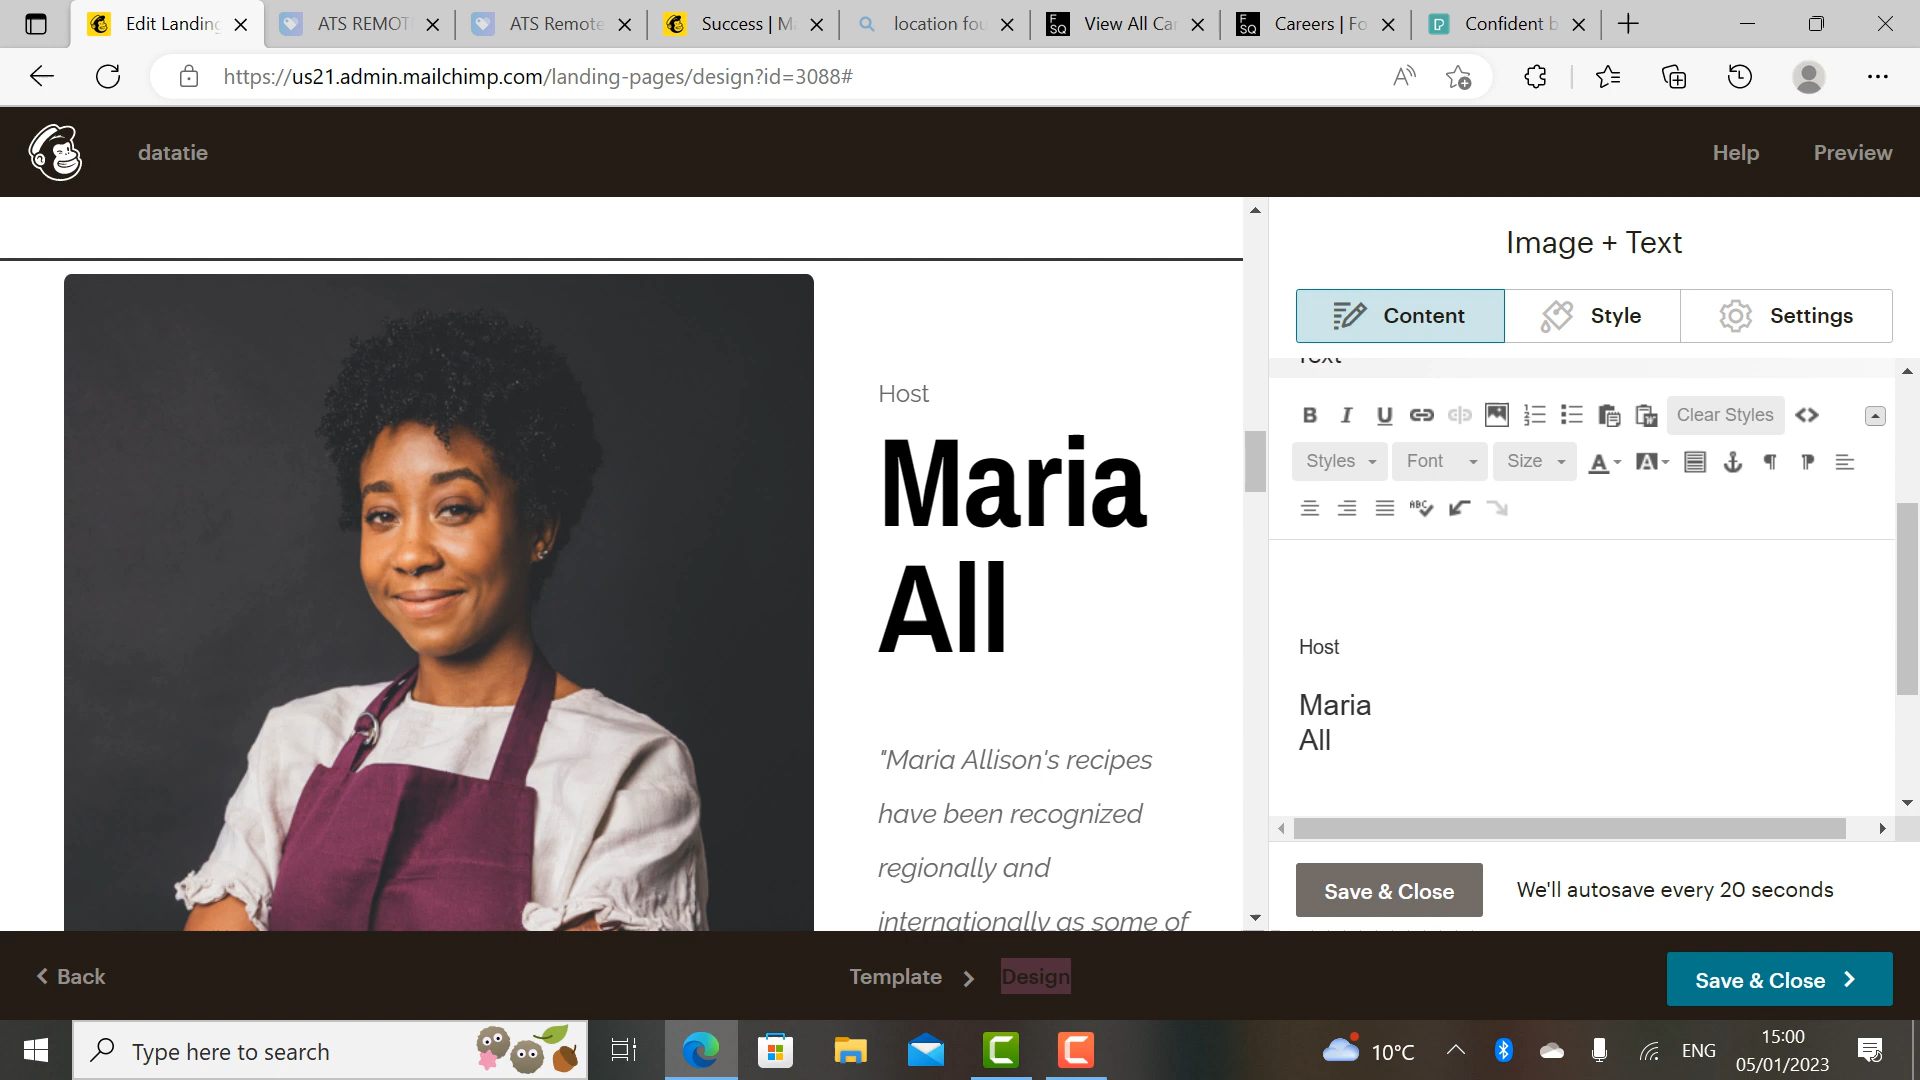 Edit Landing
ATS REMOT
ATS Remote
Success | Ma
location fou
View All Car
Careers | Fo
Confident b
https://us21.admin.mailchimp.com/landing-pages/design?id=3088#
datatie
Help
Preview
Image + Text
Content
Style
Settings
Text
B I U
Clear Styles
Styles
Font
Size
Host
Maria
All
Host
Maria
All
"Maria Allison's recipes
have been recognized
regionally and
internationally as some of
Save & Close
We'll autosave every 20 seconds
Back
Template
Design
Save & Close
Type here to search
10°C
ENG
15:00
05/01/2023